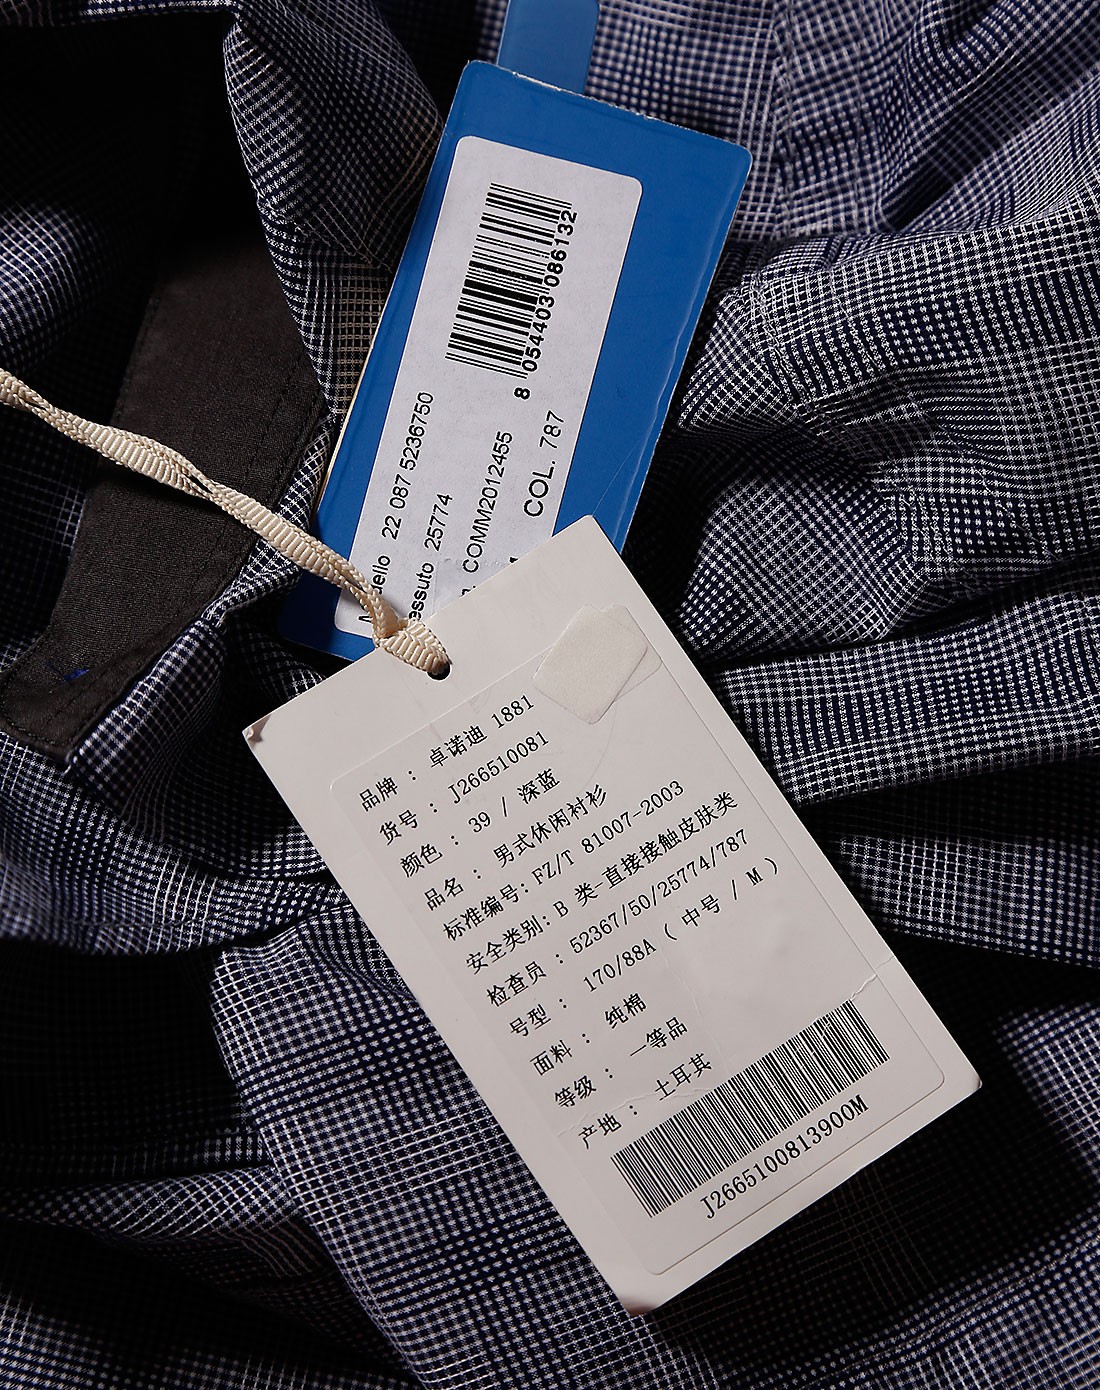 8 054403 086132
COL. 787
COMM2012455
25774
22 087 5236750
品牌 : 卓诺迪 1881
货号 : J266510081
颜色 : 39 / 深蓝
品名 : 男式休闲衬衫
标准编号: FZ/T 81007-2003
安全类别: B 类-直接接触皮肤类
检查员 : 52367/50/25774/787
号型 : 170/88A ( 中号 / M )
面料 : 纯棉
等级 : 一等品
产地 : 土耳其
J2665100813900M